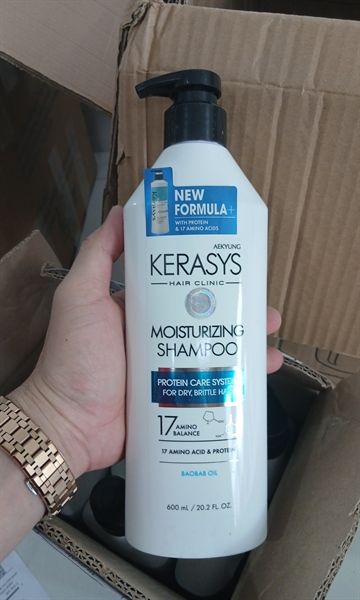 NEW
FORMULA+
WITH PROTEIN
& 17 AMINO ACIDS
AEKYUNG
KERASYS
HAIR CLINIC
MOISTURIZING
SHAMPOO
PROTEIN CARE SYSTEM
FOR DRY, BRITTLE HAIR
17 AMINO
BALANCE
17 AMINO ACID & PROTEIN
BAOBAB OIL
600 mL / 20.2 FL. OZ.